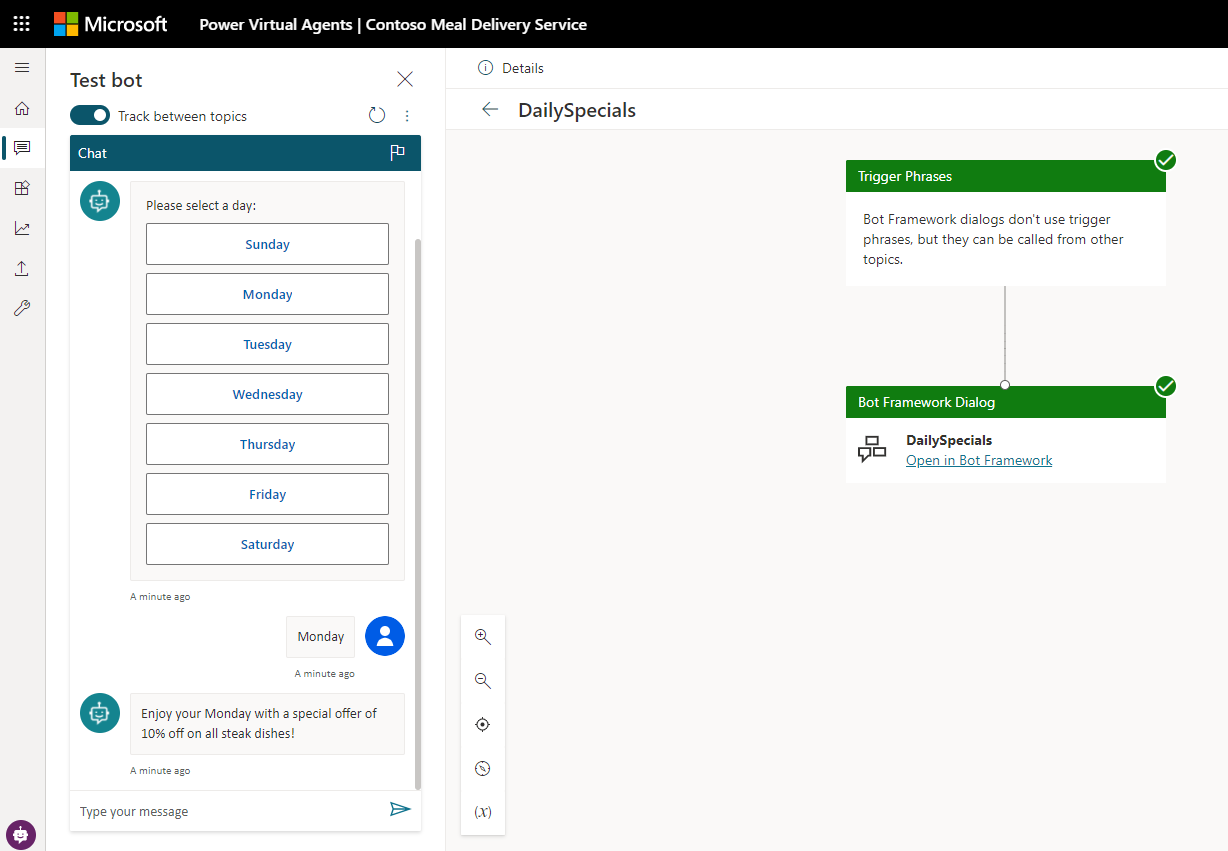 Microsoft
Power Virtual Agents | Contoso Meal Delivery Service
Test bot
Track between topics
Chat
Please select a day:
Sunday
Monday
Tuesday
Wednesday
Thursday
Friday
Saturday
A minute ago
Monday
A minute ago
Enjoy your Monday with a special offer of
10% off on all steak dishes!
A minute ago
Type your message
Details
DailySpecials
Trigger Phrases
Bot Framework dialogs don't use trigger
phrases, but they can be called from other
topics.
Bot Framework Dialog
DailySpecials
Open in Bot Framework
(x)